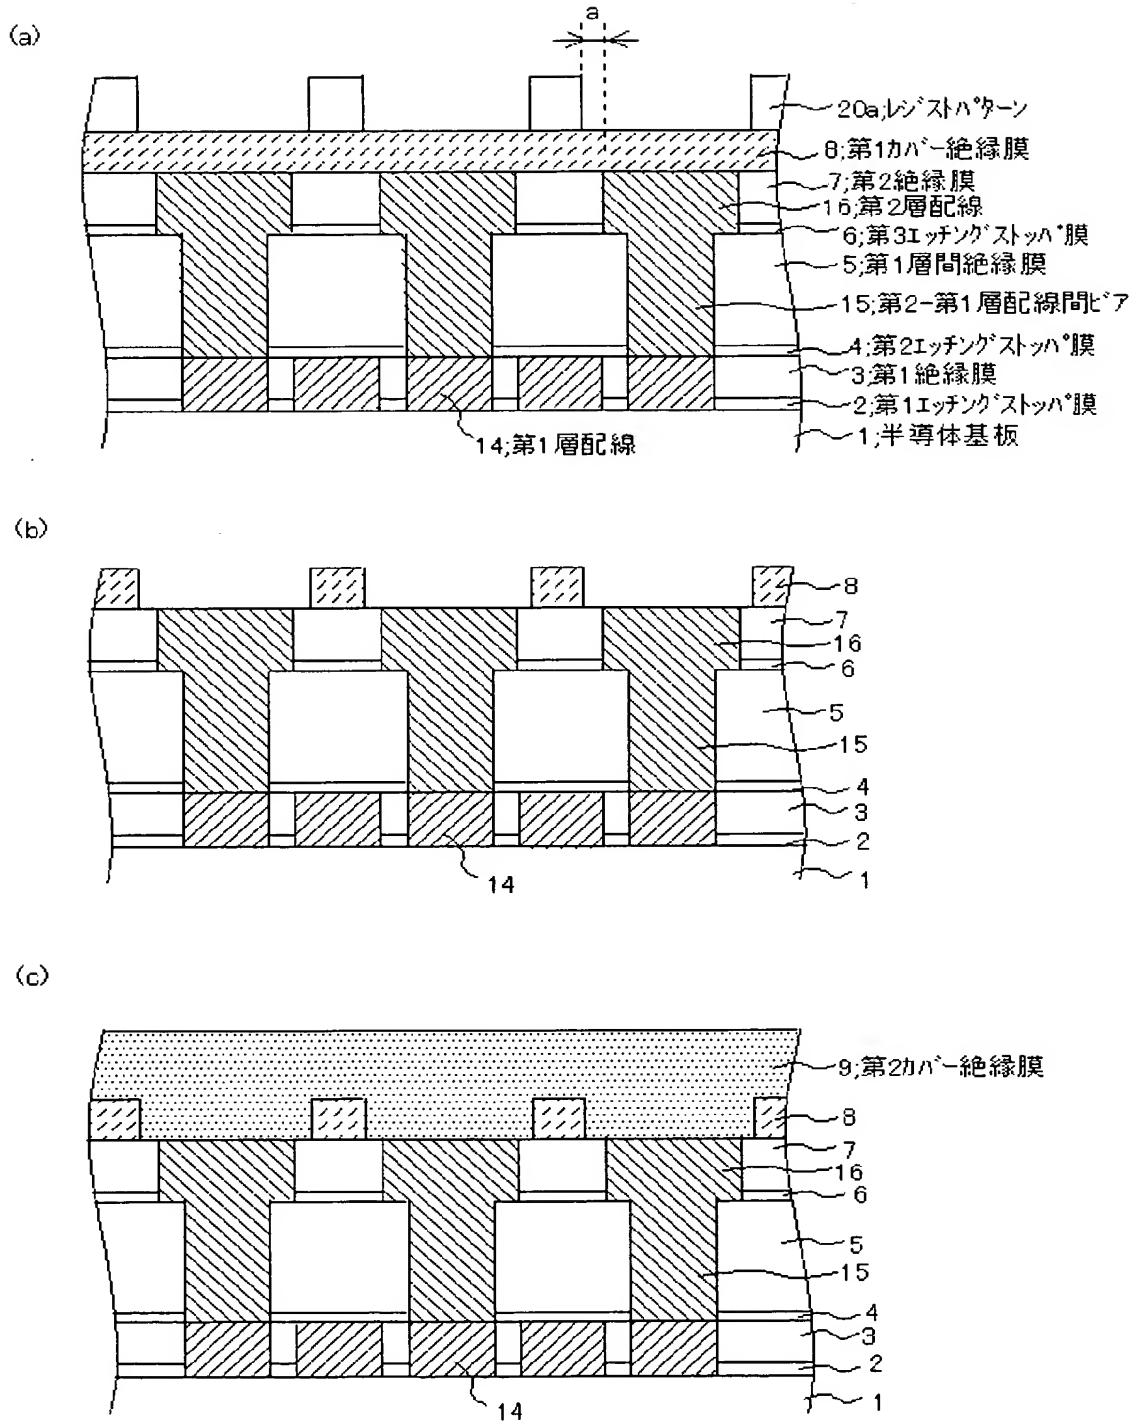 (a)
a
20a;レジストパターン
8;第1カバー絶縁膜
7;第2絶縁膜
16;第2層配線
6;第3エッチングストッパ膜
5;第1層間絶縁膜
15;第2-第1層配線間ビア
4;第2エッチングストッパ膜
3;第1絶縁膜
2;第1エッチングストッパ膜
14;第1層配線
1;半導体基板
(b)
8
7
16
6
5
15
4
3
2
14
1
(c)
9;第2カバー絶縁膜
8
7
16
6
5
15
4
3
2
14
1